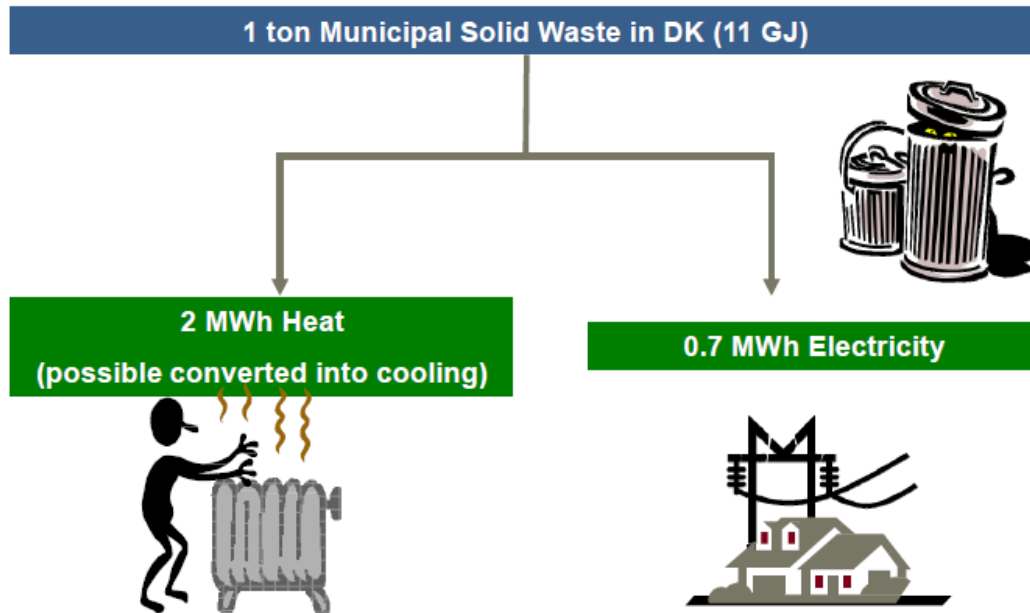 1 ton Municipal Solid Waste in DK (11 GJ)
2 MWh Heat
(possible converted into cooling)
0.7 MWh Electricity